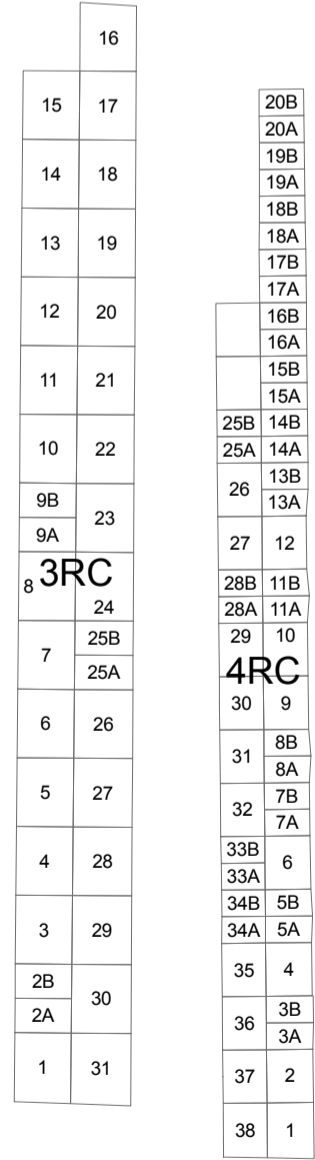 16
15 17
14 18
13 19
12 20
11 21
10 22
9B
23
9A
8 3RC
24
25B
7
25A
6 26
5 27
4 28
3 29
2B
30
2A
1 31
20B
20A
19B
19A
18B
18A
17B
17A
16B
16A
15B
15A
25B 14B
25A 14A
13B
26
13A
27 12
28B 11B
28A 11A
29 10
4RC
30 9
8B
31
8A
7B
32
7A
33B
6
33A
34B 5B
34A 5A
35 4
3B
36
3A
37 2
38 1